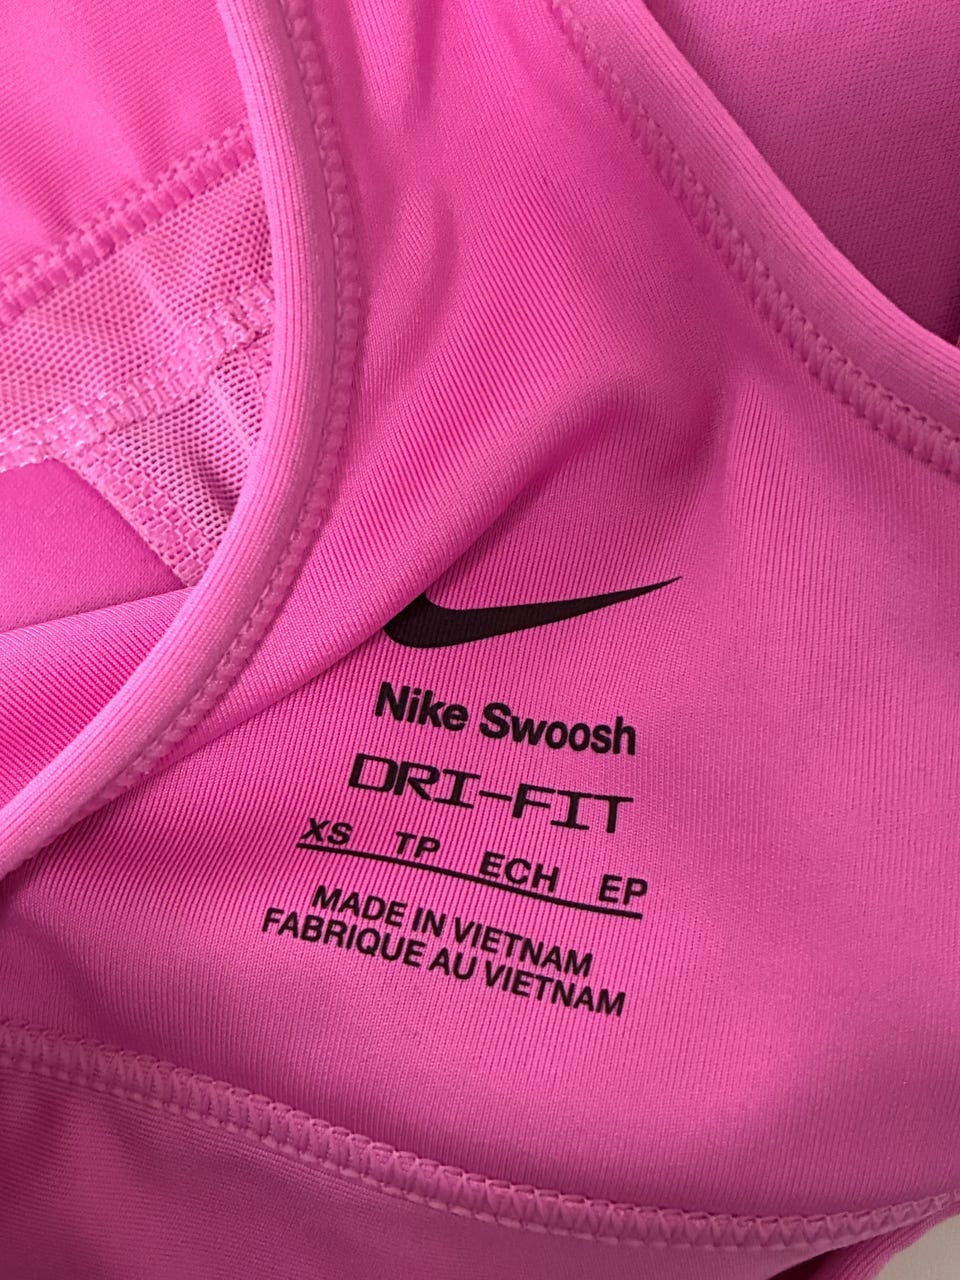 Nike Swoosh
DRI-FIT
XS TP ECH EP
MADE IN VIETNAM
FABRIQUE AU VIETNAM